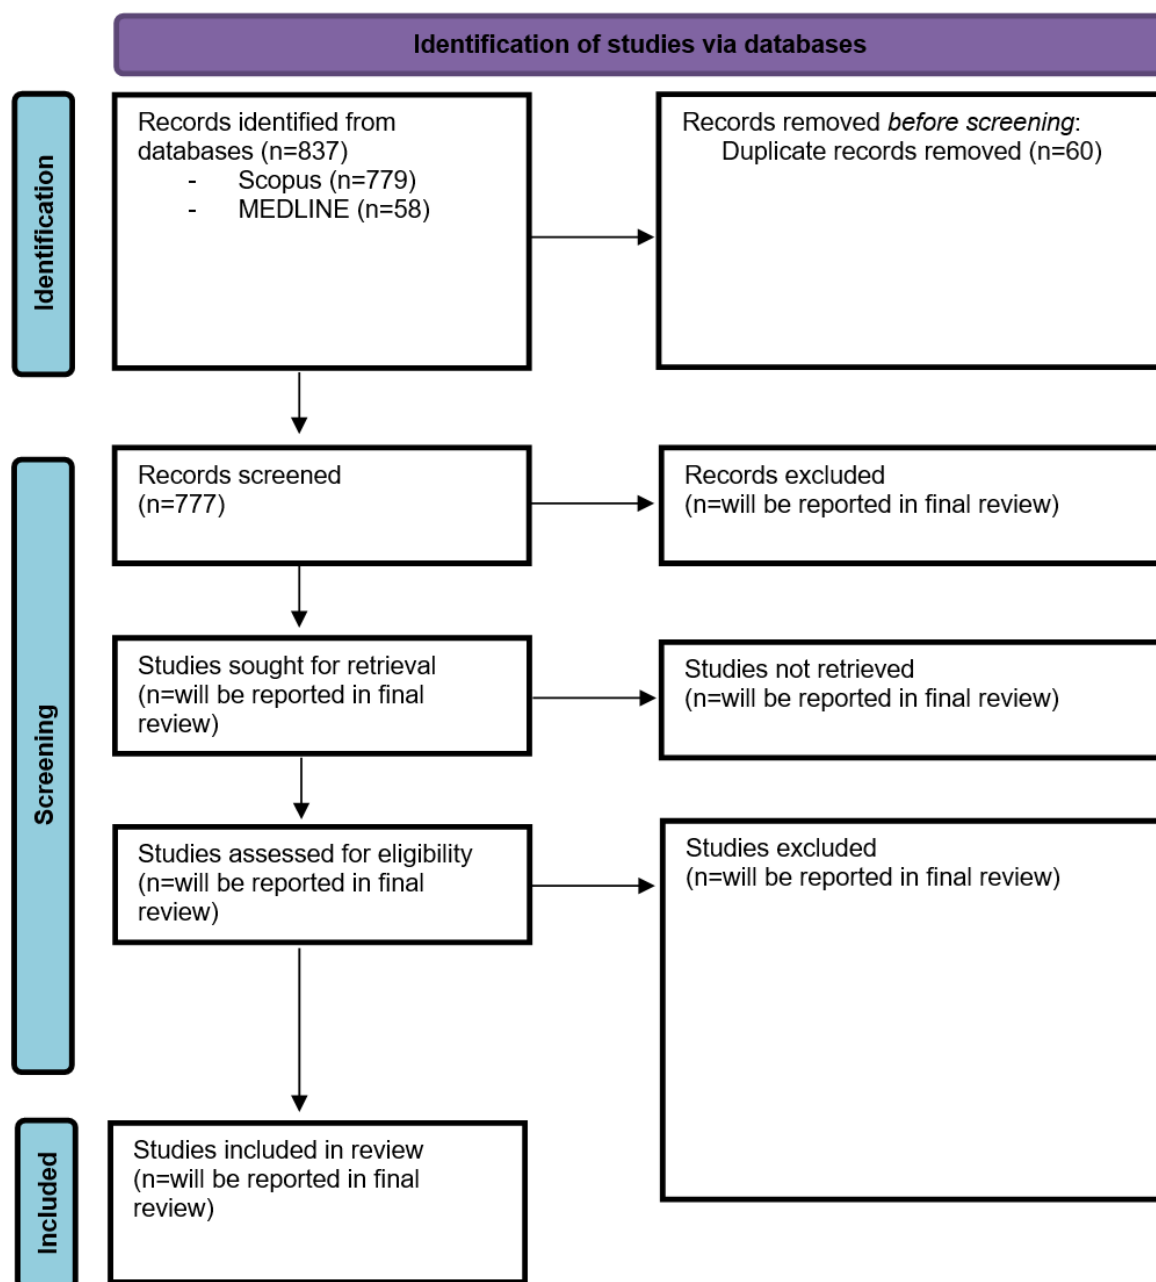 Identification of studies via databases
Identification
Records identified from
databases (n=837)
- Scopus (n=779)
- MEDLINE (n=58)
Records removed before screening:
Duplicate records removed (n=60)
Screening
Records screened
(n=777)
Records excluded
(n=will be reported in final review)
Studies sought for retrieval
(n=will be reported in final
review)
Studies not retrieved
(n=will be reported in final review)
Studies assessed for eligibility
(n=will be reported in final
review)
Studies excluded
(n=will be reported in final review)
Included
Studies included in review
(n=will be reported in final
review)